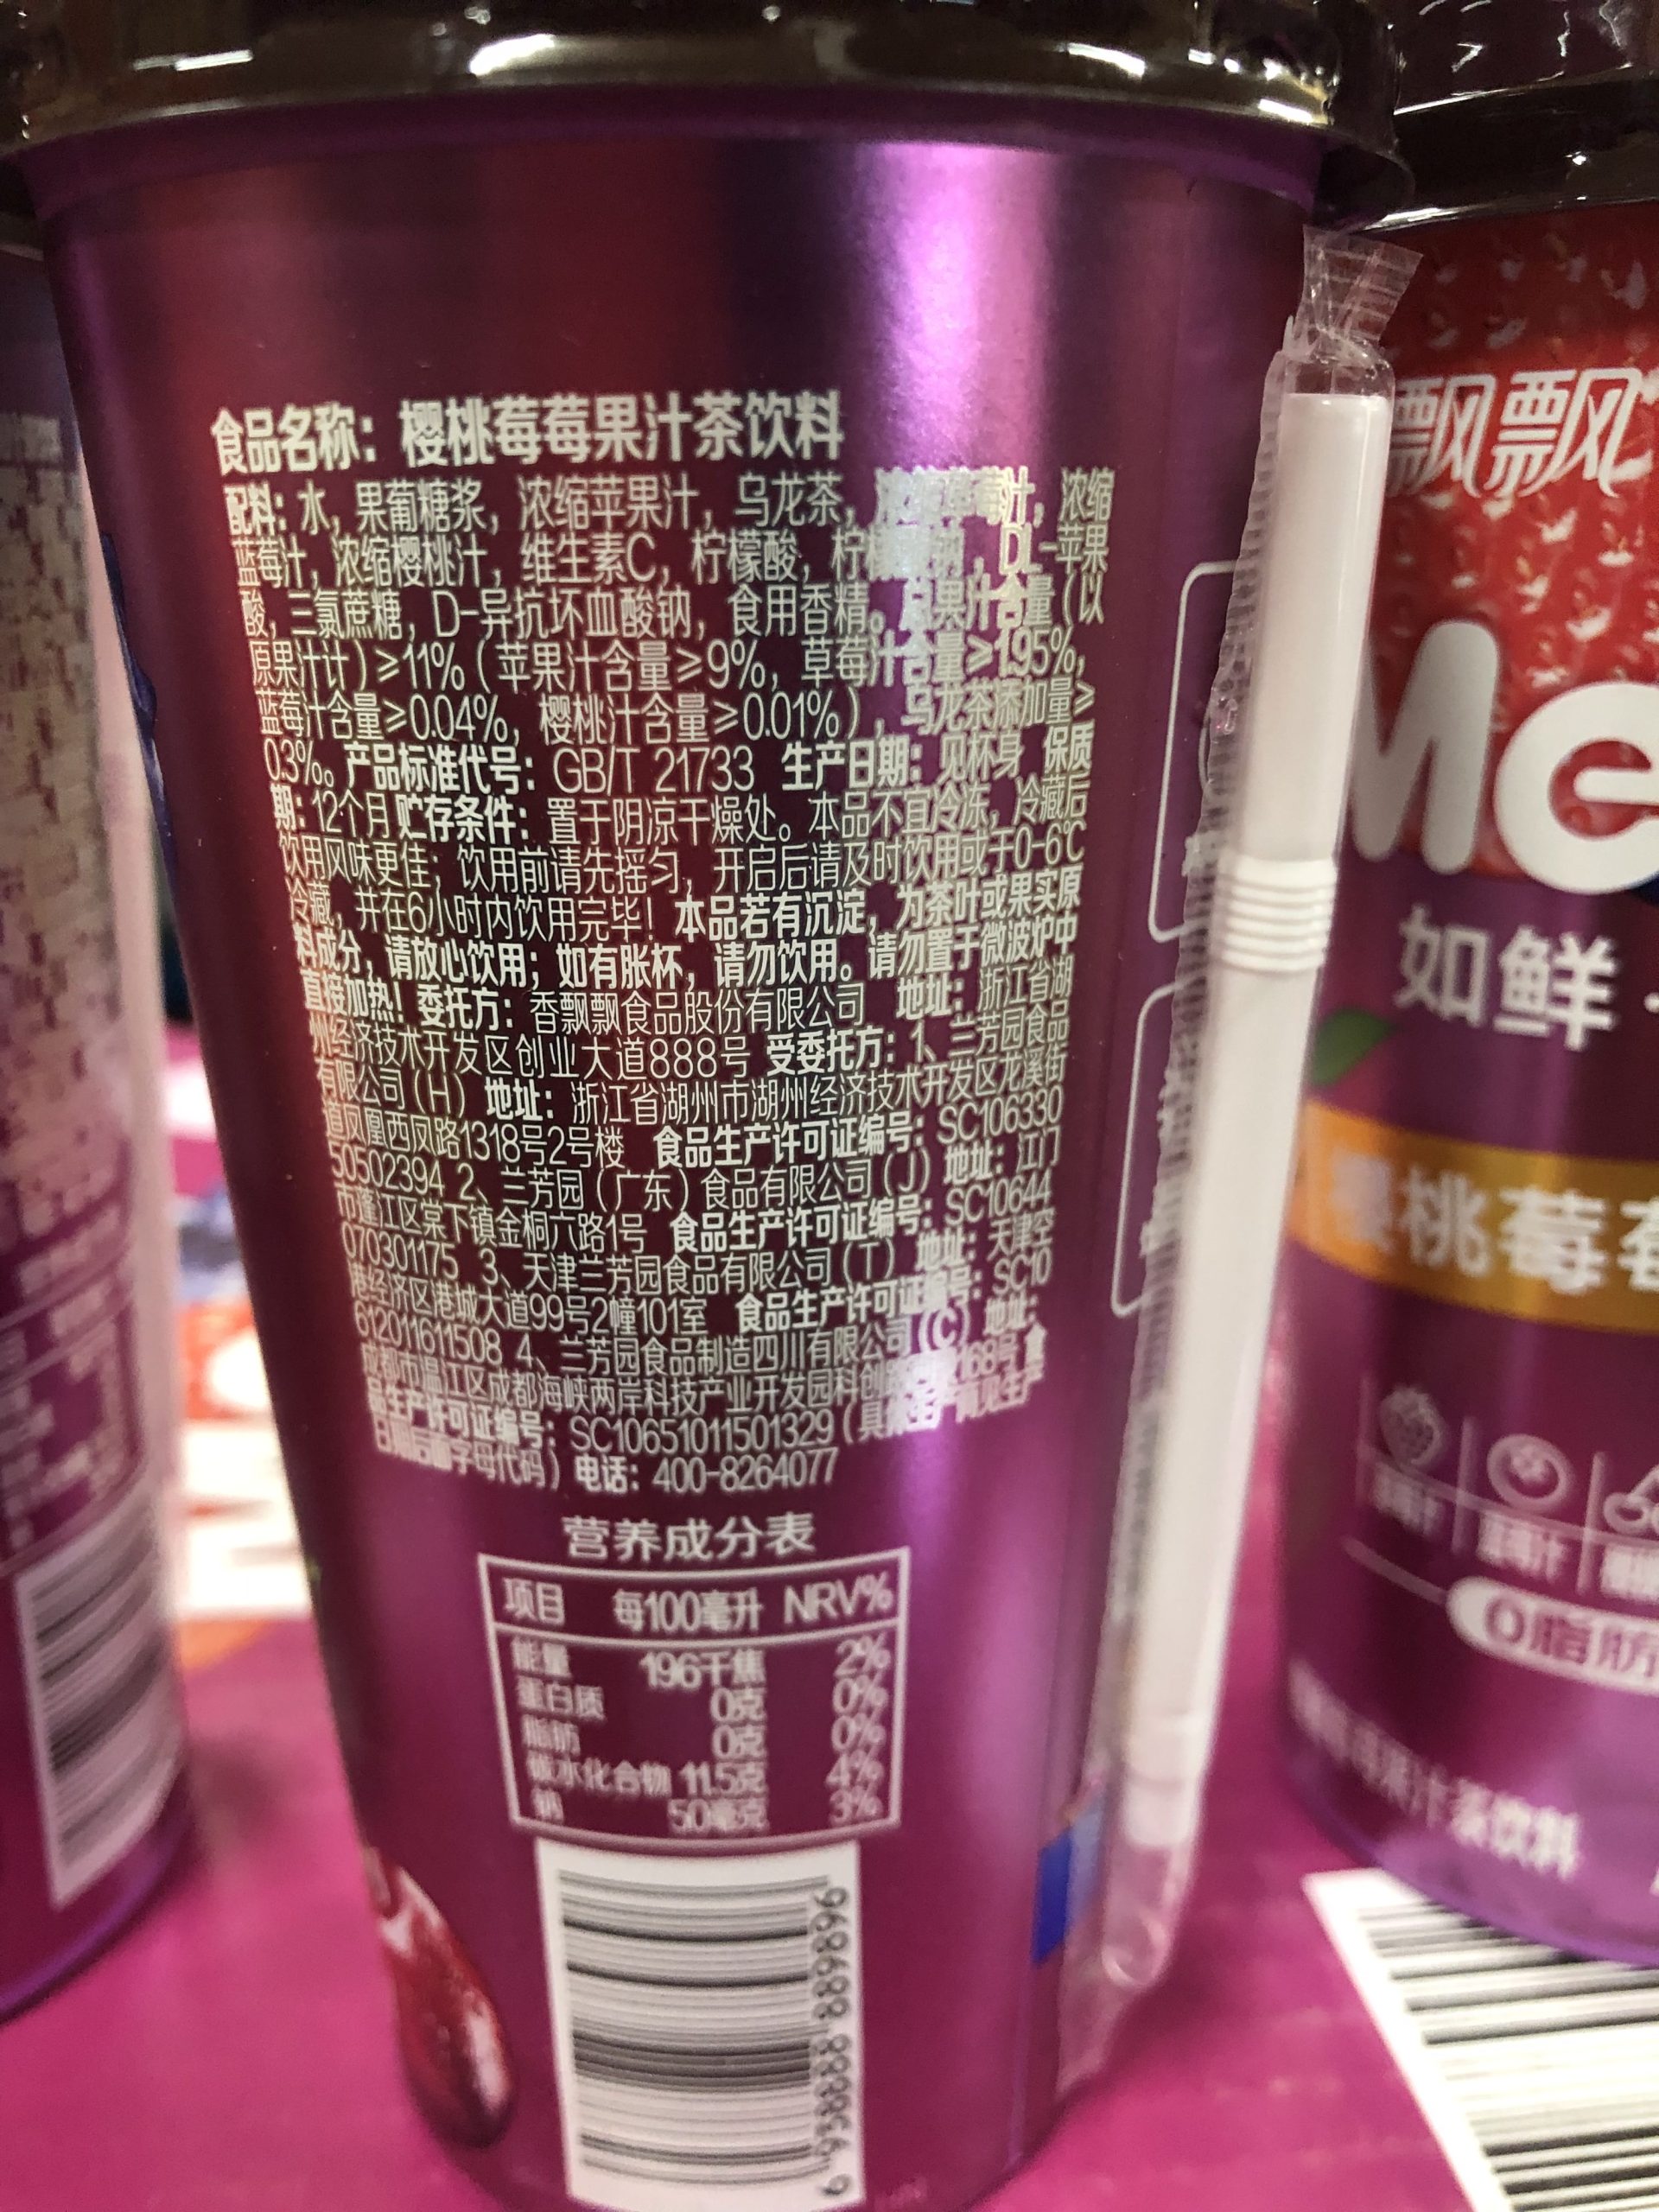 食品名称：樱桃莓莓果汁茶饮料
配料：水，果葡糖浆，浓缩苹果汁，乌龙茶，浓缩草莓汁，浓缩
蓝莓汁，浓缩樱桃汁，维生素C，柠檬酸，柠檬酸钠，DL-苹果
酸，三氯蔗糖，D-异抗坏血酸钠，食用香精。总果汁含量（以
原果汁计）≥11%（苹果汁含量≥9%，草莓汁含量≥1.95%，
蓝莓汁含量≥0.04%，樱桃汁含量≥0.01%），乌龙茶添加量≥
0.3‰。产品标准代号：GB/T 21733 生产日期：见杯身 保质
期：12个月 贮存条件：置于阴凉干燥处。本品不宜冷冻，冷藏后
饮用风味更佳；饮用前请先摇匀，开启后请及时饮用或于0-6℃
冷藏，并在6小时内饮用完毕！本品若有沉淀，为茶叶或果实原
料成分，请放心饮用；如有胀杯，请勿饮用。请勿置于微波炉中
直接加热！委托方：香飘飘食品股份有限公司 地址：浙江省湖
州经济技术开发区创业大道888号 受委托方：1、兰芳园食品
有限公司（H）地址：浙江省湖州市湖州经济技术开发区龙溪街
道凤凰西凤路1318号2号楼 食品生产许可证编号：SC106330
50502394 2、兰芳园（广东）食品有限公司（J）地址：江门
市蓬江区棠下镇金桐六路1号 食品生产许可证编号：SC10644
070301175 3、天津兰芳园食品有限公司（T）地址：天津空
港经济区港城大道99号2幢101室 食品生产许可证编号：SC10
612011611508 4、兰芳园食品制造四川有限公司（C）地址：
成都市温江区成都海峡两岸科技产业开发园科创 168号 食
品生产许可证编号：SC10651011501329（具体生产商见生产
日期后面字母代码）电话：400-8264077
营养成分表
项目 每100毫升 NRV%
能量 196千焦 2%
蛋白质 0克 0%
脂肪 0克 0%
碳水化合物 11.5克 4%
钠 50毫克 3%
飘飘
Me
如鲜
樱桃莓莓
蓝莓汁
0脂肪
果汁茶饮料